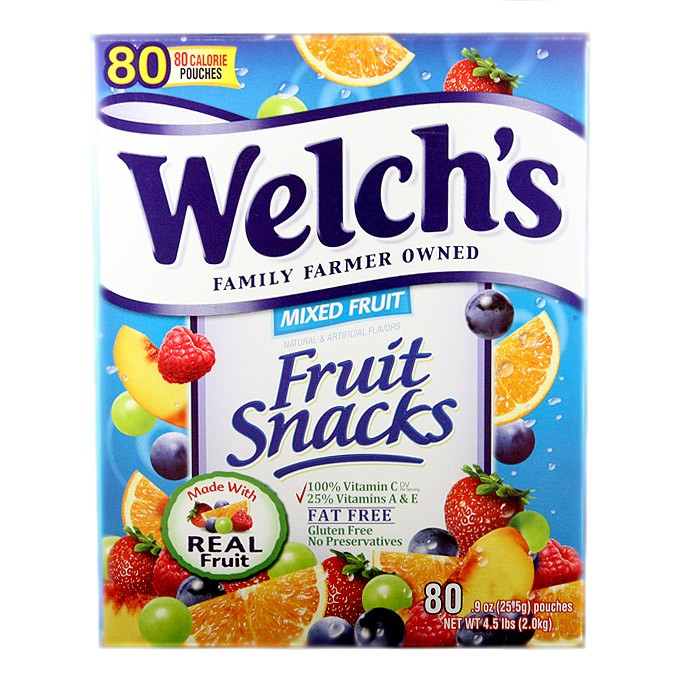 80 80 CALORIE
POUCHES
Welch's
FAMILY FARMER OWNED
MIXED FRUIT
NATURAL & ARTIFICIAL FLAVORS
Fruit
Snacks
✓100% Vitamin C DV
25% Vitamins A & E
FAT FREE
Gluten Free
No Preservatives
Made With
REAL
Fruit
80 .9 oz (25.5g) pouches
NET WT 4.5 lbs (2.0kg)